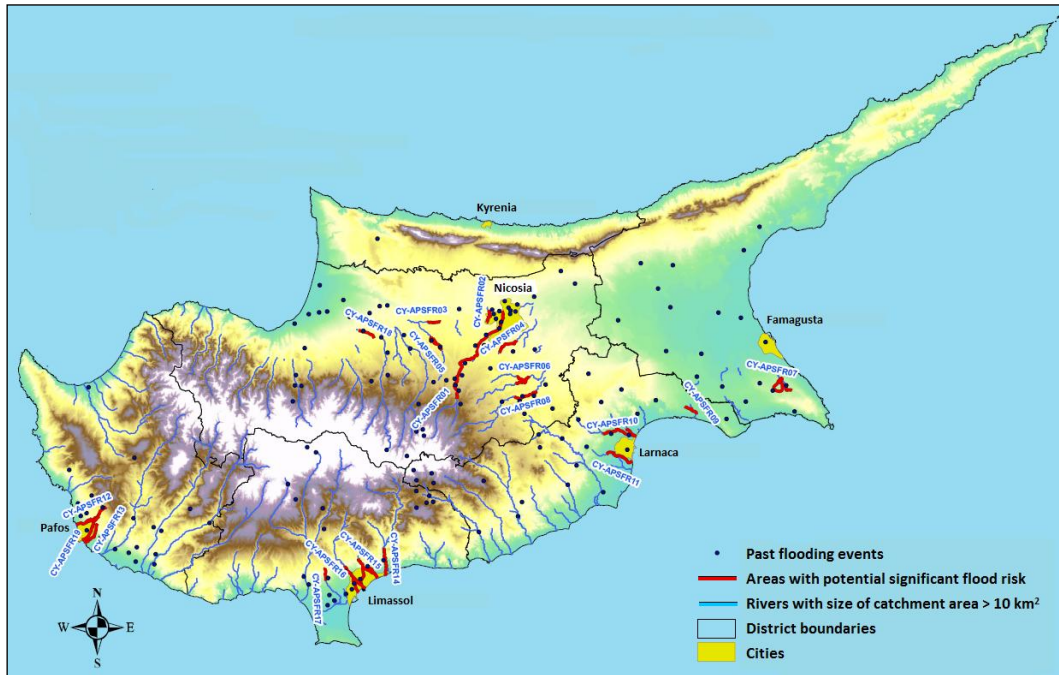 Kyrenia
CY-APSFR02
Nicosia
CY-APSFR03
CY-APSFR18
CY-APSFR04
CY-APSFR05
Famagusta
CY-APSFR06
CY-APSFR07
CY-APSFR01
CY-APSFR08
CY-APSFR09
CY-APSFR10
Larnaca
CY-APSFR11
CY-APSFR12
Pafos
CY-APSFR13
CY-APSFR19
CY-APSFR15
CY-APSFR14
CY-APSFR16
CY-APSFR17
Limassol
Past flooding events
Areas with potential significant flood risk
Rivers with size of catchment area > 10 km²
District boundaries
Cities
N
W E
S